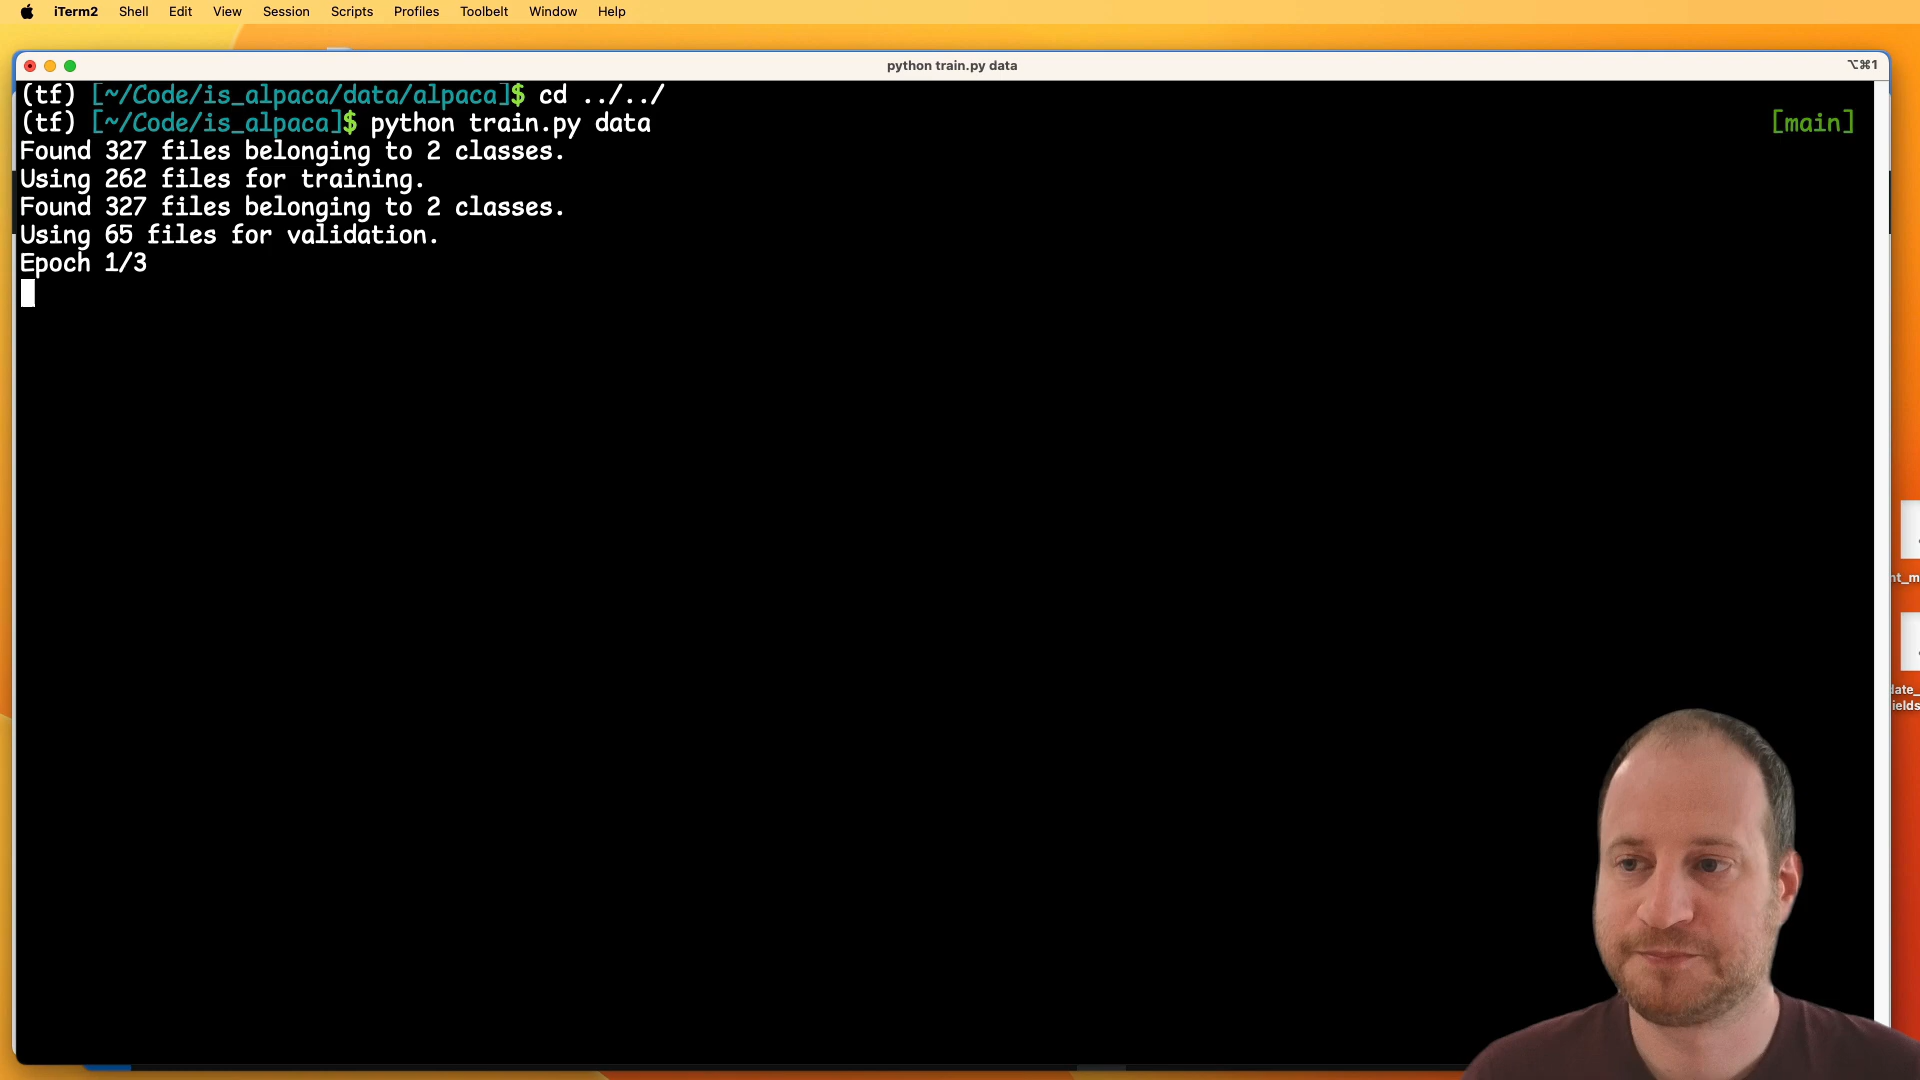 iTerm2 Shell Edit View Session Scripts Profiles Toolbelt Window Help
python train.py data
⌥⌘1
(tf) [~/Code/is_alpaca/data/alpaca]$ cd ../../
(tf) [~/Code/is_alpaca]$ python train.py data [main]
Found 327 files belonging to 2 classes.
Using 262 files for training.
Found 327 files belonging to 2 classes.
Using 65 files for validation.
Epoch 1/3